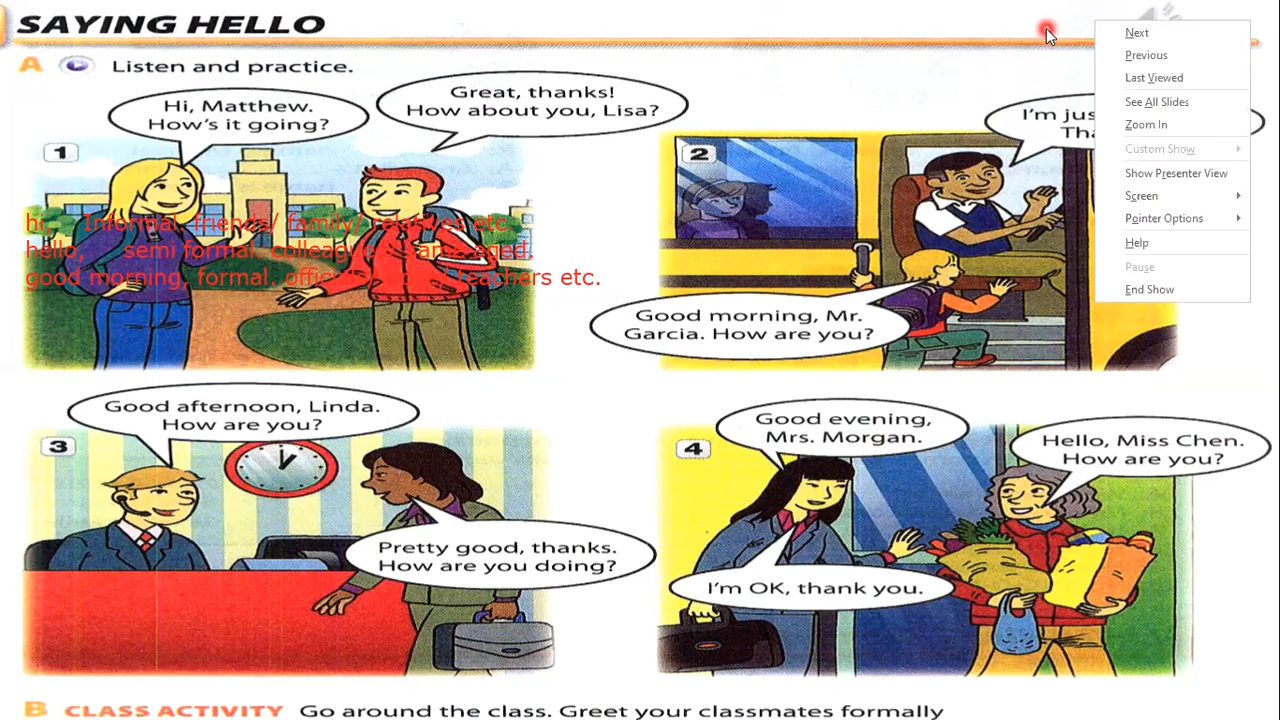 SAYING HELLO
A Listen and practice.
Hi, Matthew.
How's it going?
Great, thanks!
How about you, Lisa?
1
hi, Informal. friends/ family/ relatives etc.
hello, semi formal. colleagu aged.
good morning, formal. offic teachers etc.
2
I'm jus
Good morning, Mr.
Garcia. How are you?
Next
Previous
Last Viewed
See All Slides
Zoom In
Custom Show
Show Presenter View
Screen
Pointer Options
Help
Pause
End Show
3
Good afternoon, Linda.
How are you?
Pretty good, thanks.
How are you doing?
4
Good evening,
Mrs. Morgan.
Hello, Miss Chen.
How are you?
I'm OK, thank you.
B CLASS ACTIVITY Go around the class. Greet your classmates formally